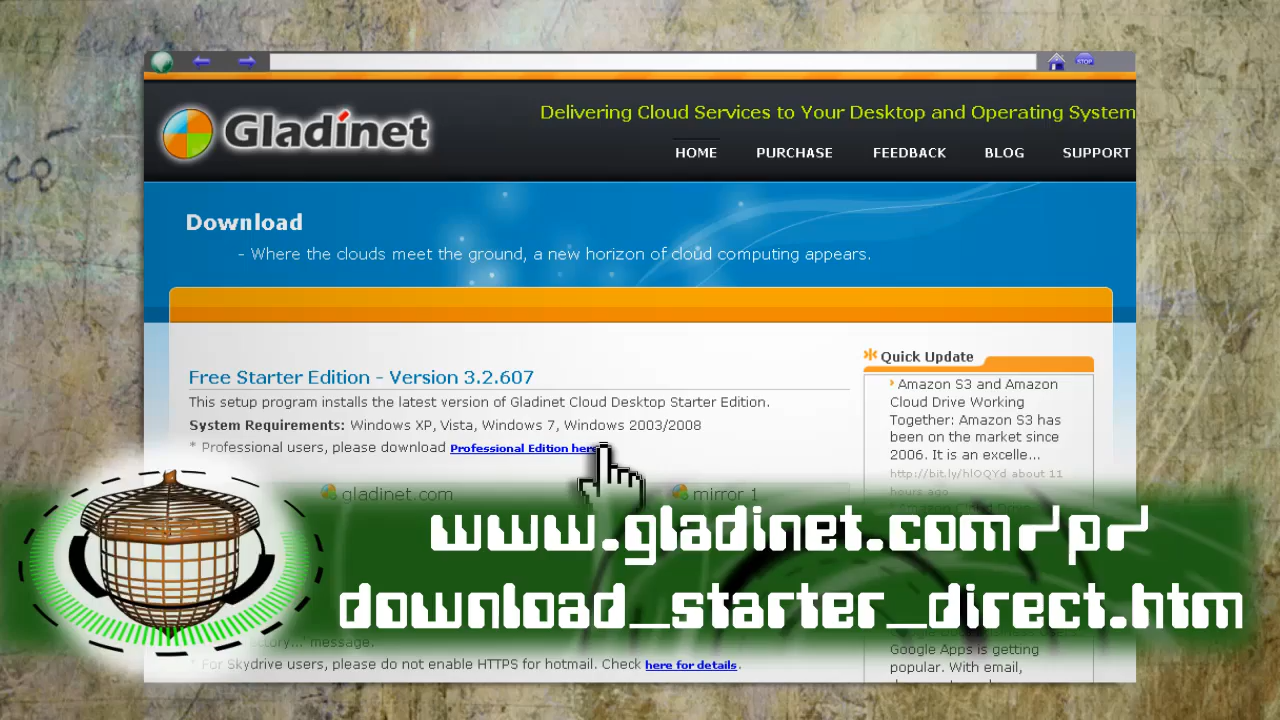 STOP
Gladinet
Delivering Cloud Services to Your Desktop and Operating System
HOME PURCHASE FEEDBACK BLOG SUPPORT
Download
- Where the clouds meet the ground, a new horizon of cloud computing appears.
Free Starter Edition - Version 3.2.607
This setup program installs the latest version of Gladinet Cloud Desktop Starter Edition.
System Requirements: Windows XP, Vista, Windows 7, Windows 2003/2008
* Professional users, please download Professional Edition here
gladinet.com mirror 1
Quick Update
Amazon S3 and Amazon
Cloud Drive Working
Together: Amazon S3 has
been on the market since
2006. It is an excelle...
http://bit.ly/hlOQYd about 11
hours ago
www.gladinet.com/p/
download_starter_direct.htm
message.
* For Skydrive users, please do not enable HTTPS for hotmail. Check here for details.
Google Apps is getting
popular. With email,